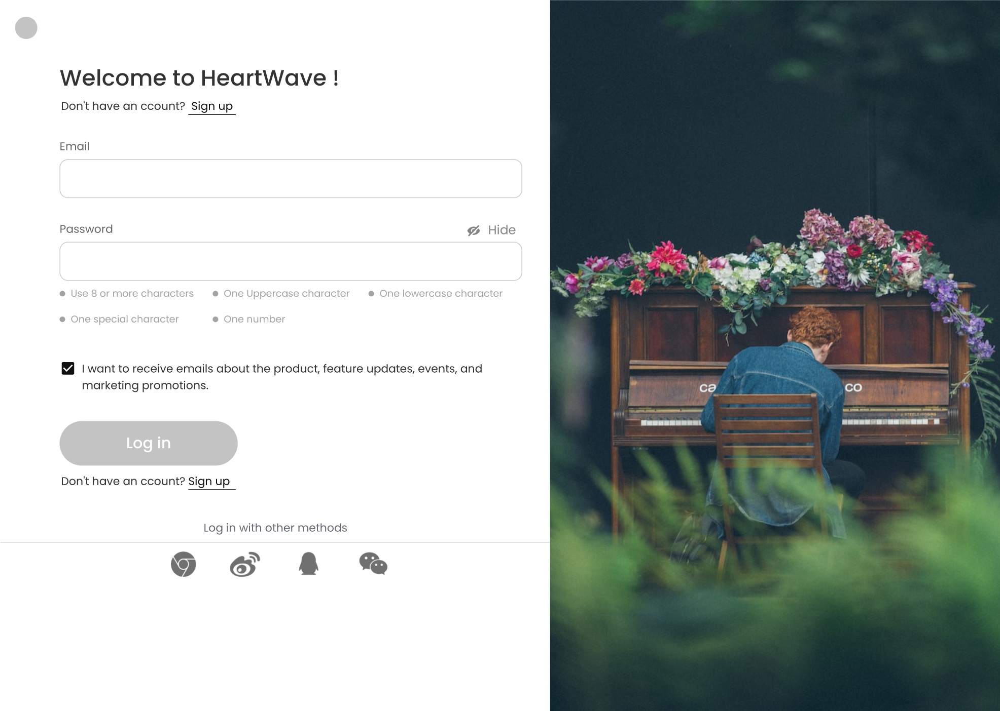 Welcome to HeartWave !
Don't have an ccount? Sign up
Email
Password
Hide
Use 8 or more characters
One Uppercase character
One lowercase character
One special character
One number
I want to receive emails about the product, feature updates, events, and
marketing promotions.
Log in
Don't have an ccount? Sign up
Log in with other methods
ca
co
J. STEELE HIGGINS